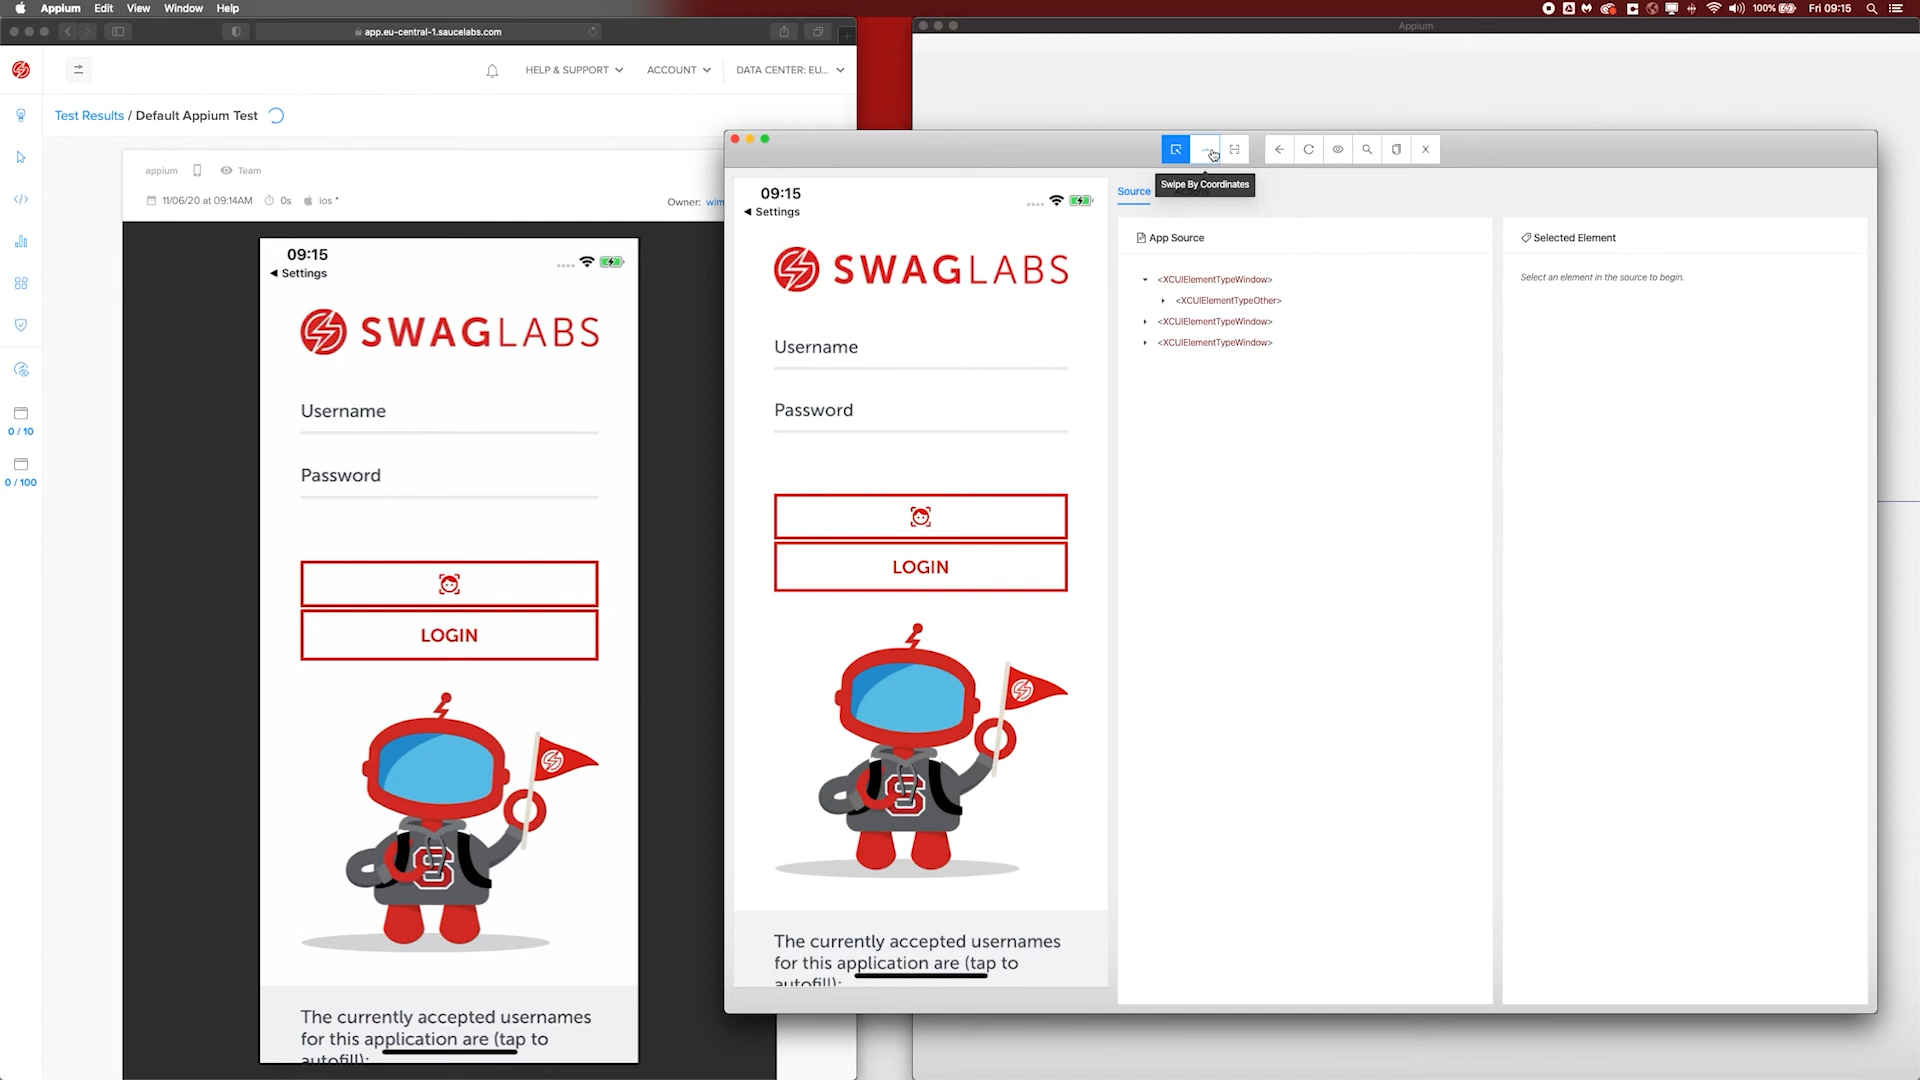 Appium Edit View Window Help
100% Fri 09:15
app.eu-central-1.saucelabs.com
Appium
HELP & SUPPORT ACCOUNT DATA CENTER: EU...
Test Results / Default Appium Test
appium Team
11/06/20 at 09:14AM 0s ios *
Owner: wim
0 / 10
0 / 100
09:15
Settings
SWAGLABS
Username
Password
LOGIN
S
The currently accepted usernames
for this application are (tap to
autofill):
Swipe By Coordinates
09:15
Settings
SWAGLABS
Username
Password
LOGIN
S
The currently accepted usernames
for this application are (tap to
autofill):
Source
App Source
<XCUIElementTypeWindow>
<XCUIElementTypeOther>
<XCUIElementTypeWindow>
<XCUIElementTypeWindow>
Selected Element
Select an element in the source to begin.